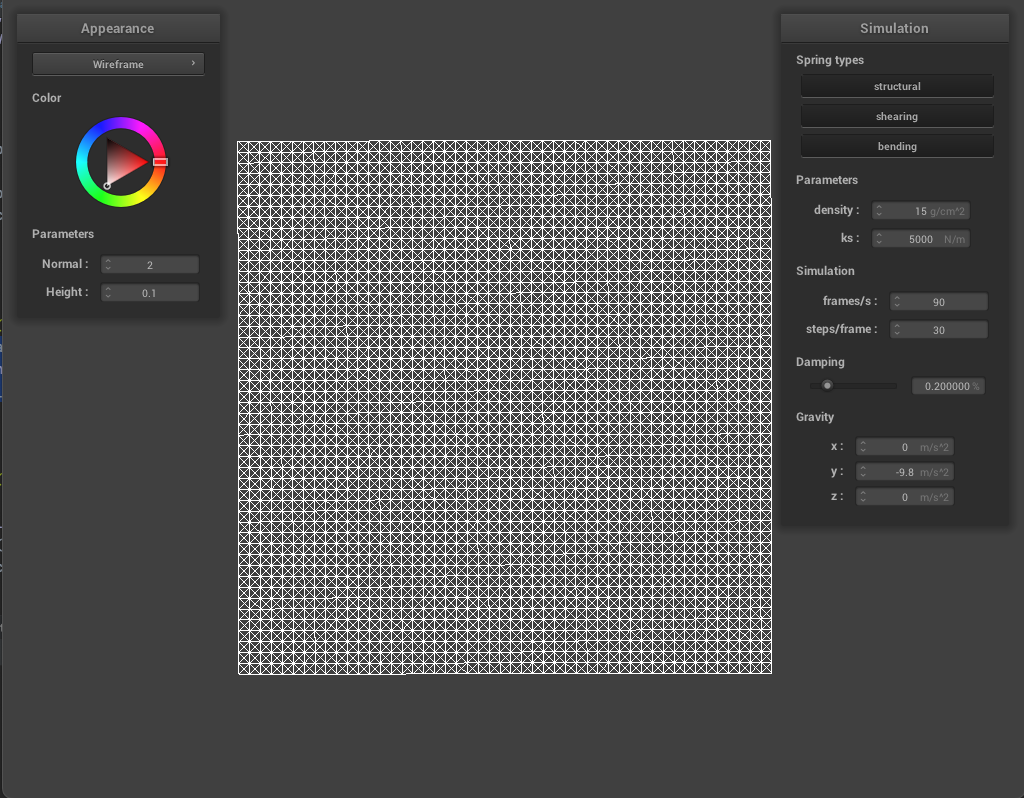 Appearance
Wireframe
Color
Parameters
Normal : 2
Height : 0.1
Simulation
Spring types
structural
shearing
bending
Parameters
density : 15 g/cm^2
ks : 5000 N/m
Simulation
frames/s : 90
steps/frame : 30
Damping
0.200000 %
Gravity
x : 0 m/s^2
y : -9.8 m/s^2
z : 0 m/s^2